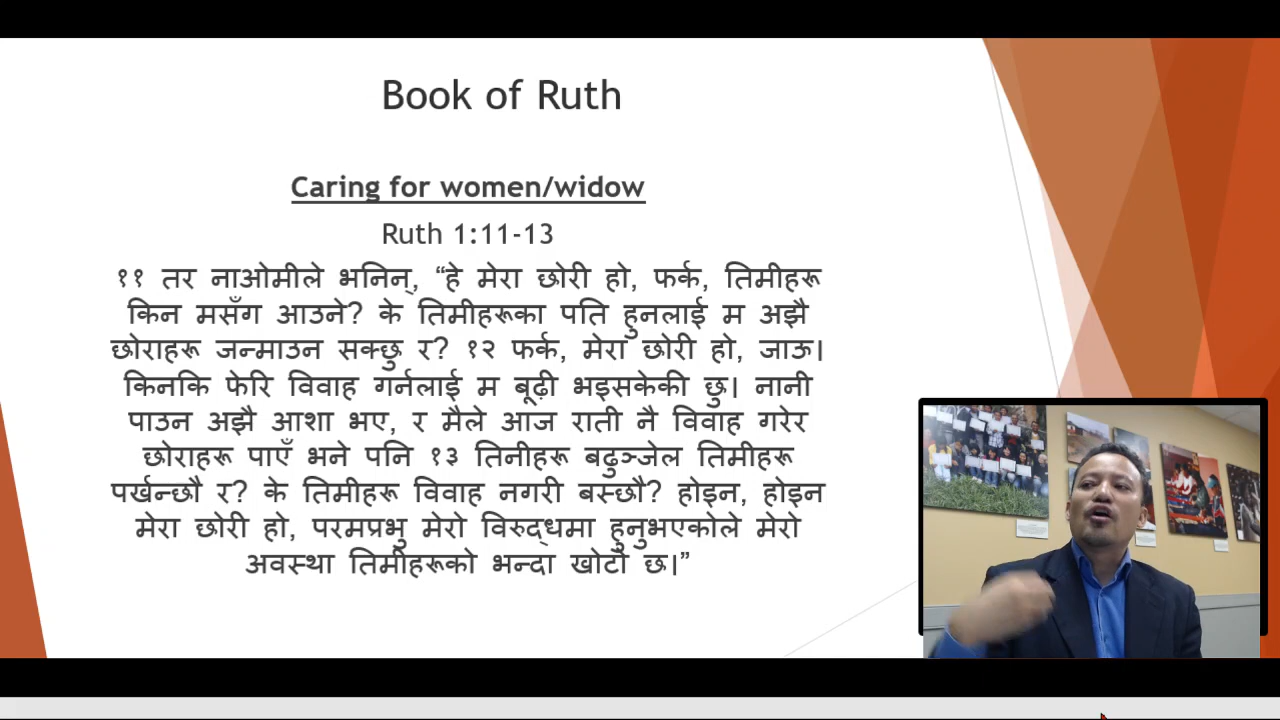 Book of Ruth
Caring for women/widow
Ruth 1:11-13
११ तर नाओमीले भनिन्, “हे मेरा छोरी हो, फर्क, तिमीहरू
किन मसँग आउने? के तिमीहरूका पति हुनलाई म अझै
छोराहरू जन्माउन सक्छु र? १२ फर्क, मेरा छोरी हो, जाऊ।
किनकि फेरि विवाह गर्नलाई म बूढ़ी भइसकेकी छु। नानी
पाउन अझै आशा भए, र मैले आज राती नै विवाह गरेर
छोराहरू पाएँ भने पनि १३ तिनीहरू बढुञ्जेल तिमीहरू
पर्खन्छौ र? के तिमीहरू विवाह नगरी बस्छौ? होइन, होइन
मेरा छोरी हो, परमप्रभु मेरो विरुद्धमा हुनुभएकोले मेरो
अवस्था तिमीहरूको भन्दा खोटो छ।”